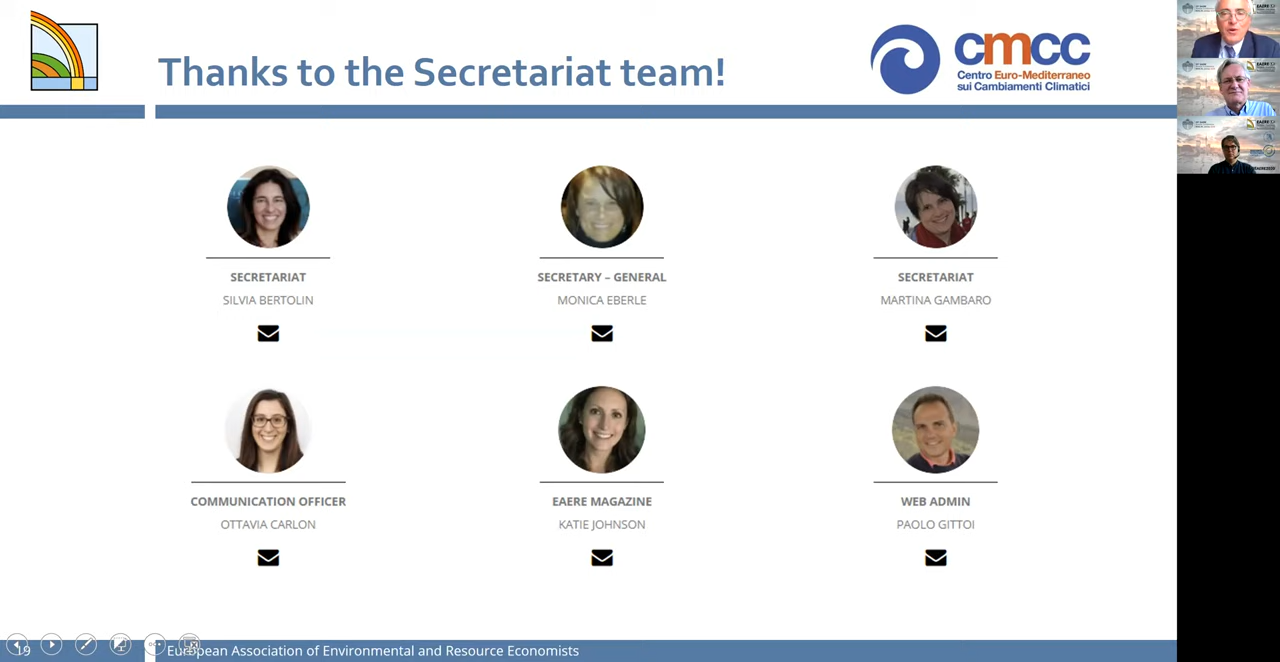 Thanks to the Secretariat team!
cmcc
Centro Euro-Mediterraneo
sui Cambiamenti Climatici
SECRETARIAT
SILVIA BERTOLIN
SECRETARY – GENERAL
MONICA EBERLE
SECRETARIAT
MARTINA GAMBARO
COMMUNICATION OFFICER
OTTAVIA CARLON
EAERE MAGAZINE
KATIE JOHNSON
WEB ADMIN
PAOLO GITTOI
19
European Association of Environmental and Resource Economists